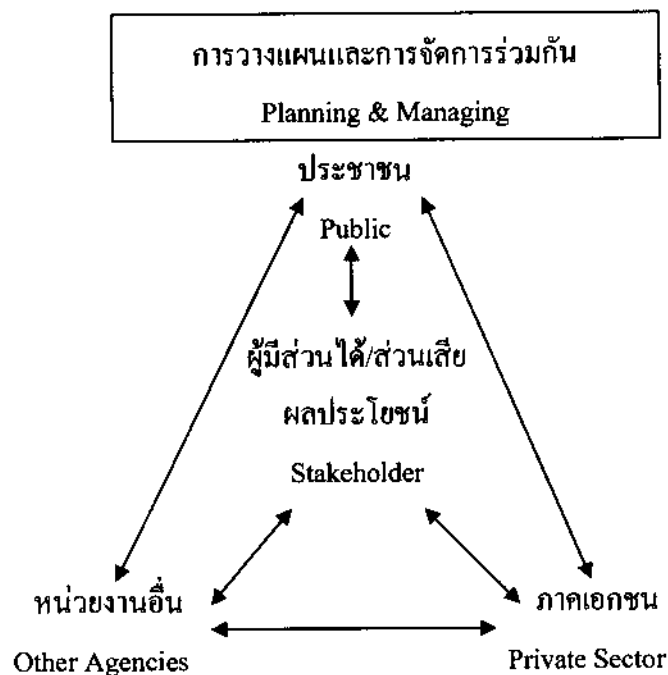 การวางแผนและการจัดการร่วมกัน
Planning & Managing
ประชาชน
Public
ผู้มีส่วนได้/ส่วนเสีย
ผลประโยชน์
Stakeholder
หน่วยงานอื่น
ภาคเอกชน
Other Agencies
Private Sector